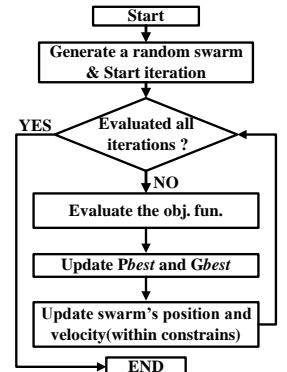 Start
Generate a random swarm
& Start iteration
YES
Evaluated all
iterations ?
NO
Evaluate the obj. fun.
Update Pbest and Gbest
Update swarm's position and
velocity(within constrains)
END